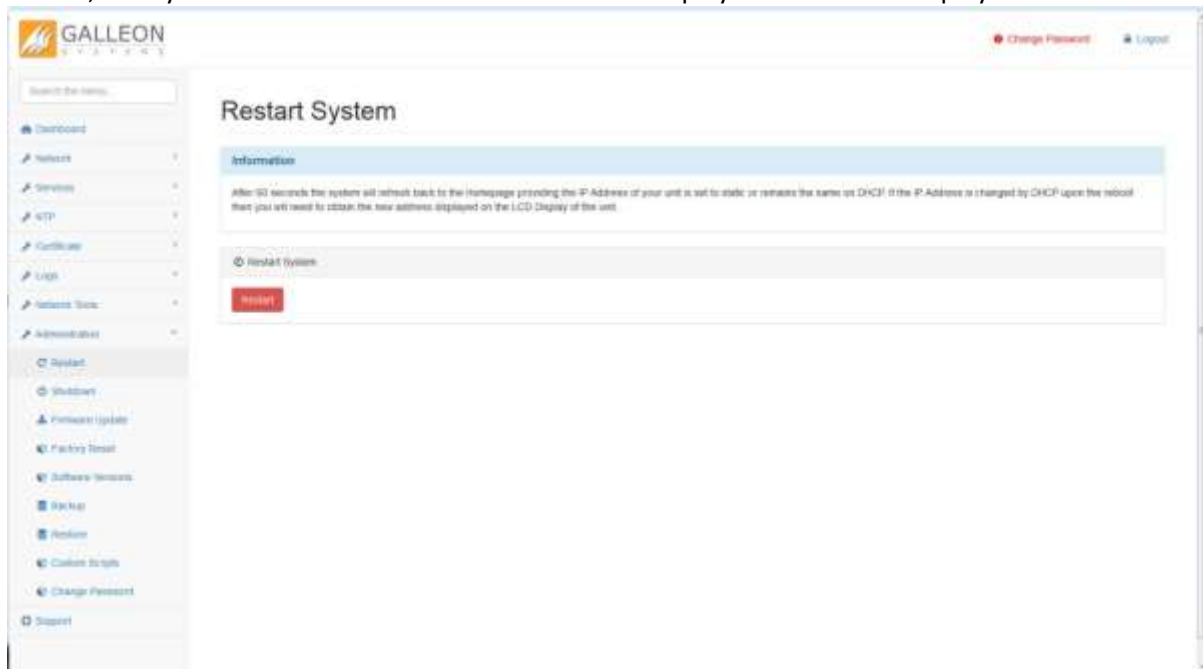 GALLEON
SYSTEMS
Change Password
Logout
Search the menu...
Dashboard
Network
Services
NTP
Certificate
Logs
Network Tools
Administration
Restart
Shutdown
Firmware Update
Factory Reset
Software Versions
Backup
Restore
Custom Scripts
Change Password
Support
Restart System
Information
After 50 seconds the system will refresh back to the Homepage providing the IP Address of your unit is set to static or remains the same on DHCP. If the IP Address is changed by DHCP upon the reboot
then you will need to obtain the new address displayed on the LCD Display of the unit.
Restart System
Restart